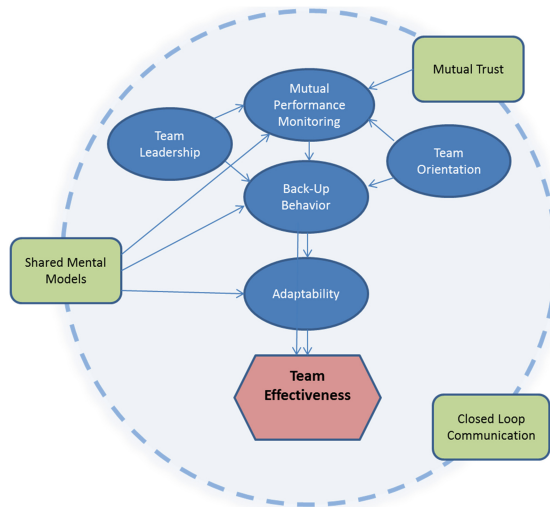 Mutual Trust
Mutual
Performance
Monitoring
Team
Leadership
Team
Orientation
Back-Up
Behavior
Shared Mental
Models
Adaptability
Team
Effectiveness
Closed Loop
Communication